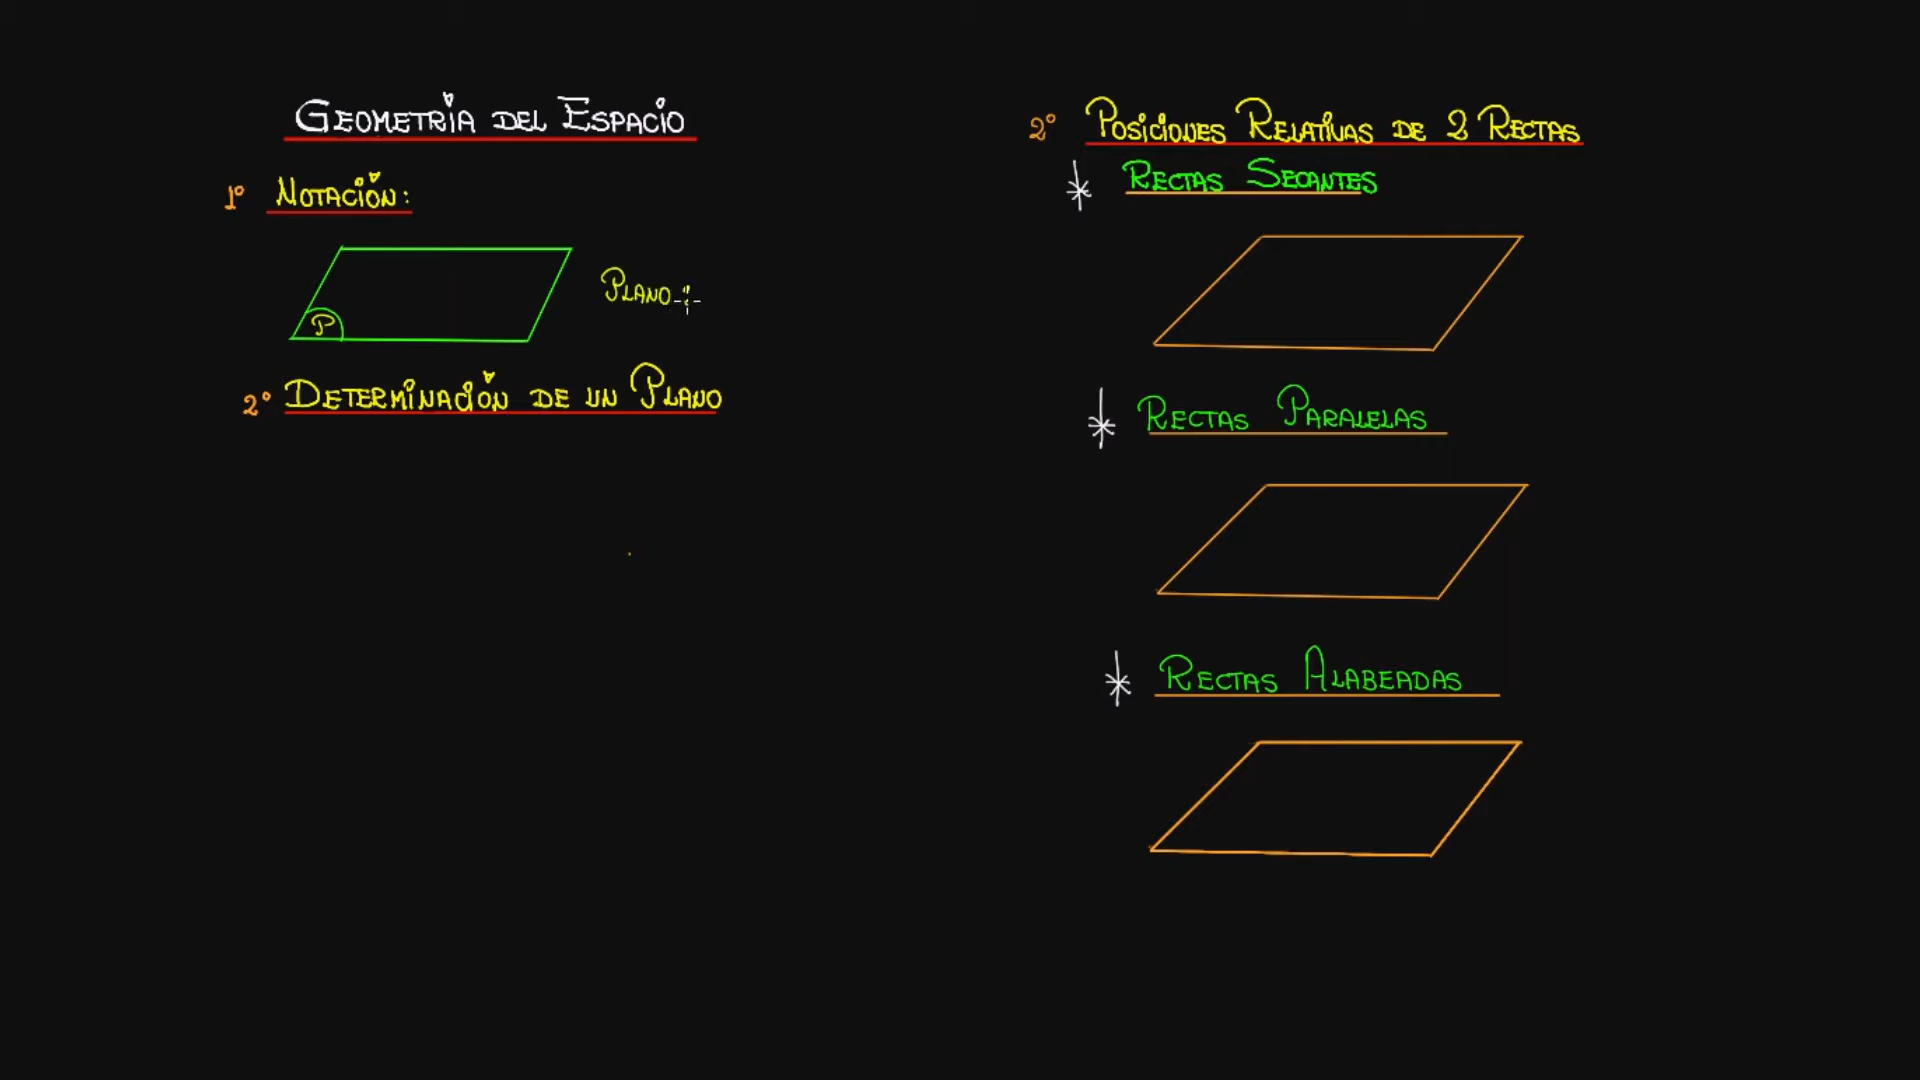 GEOMETRÍA DEL ESPACIO
1° NOTACIÓN:
P
PLANO
2° DETERMINACIÓN DE UN PLANO
2° POSICIONES RELATIVAS DE 2 RECTAS
* RECTAS SECANTES
* RECTAS PARALELAS
* RECTAS ALABEADAS